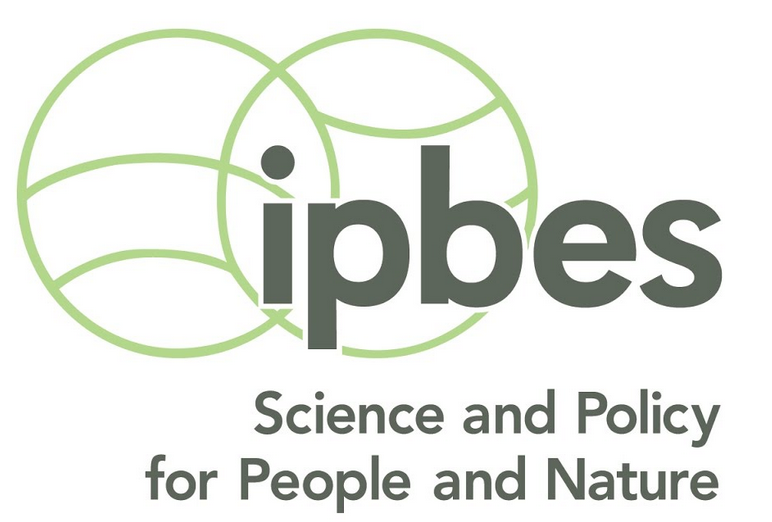 ipbes
Science and Policy
for People and Nature